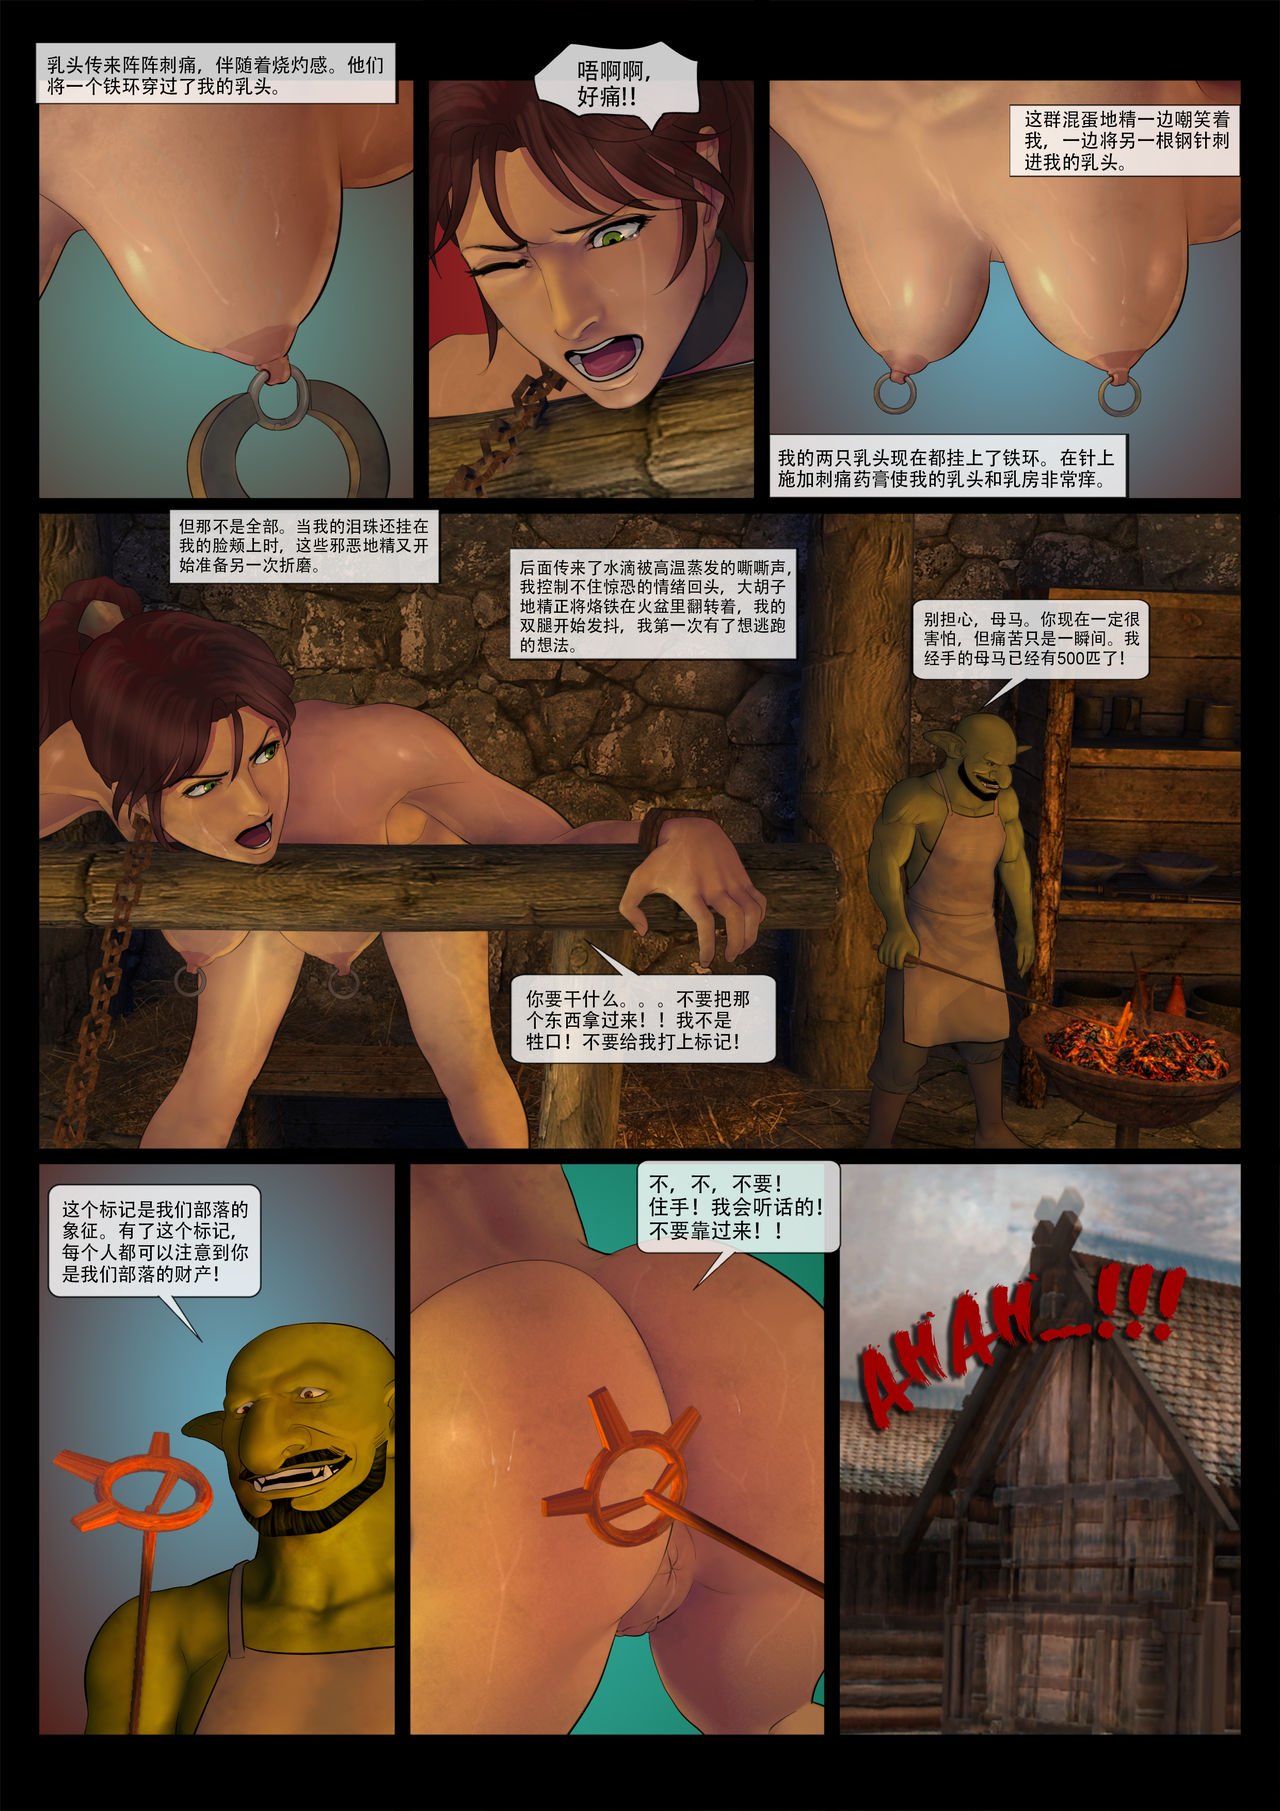 乳头传来阵阵刺痛，伴随着烧灼感。他们
将一个铁环穿过了我的乳头。
唔啊啊，
好痛!!
这群混蛋地精一边嘲笑着
我，一边将另一根钢针刺
进我的乳头。
我的两只乳头现在都挂上了铁环。在针上
施加刺痛药膏使我的乳头和乳房非常痒。
但那不是全部。当我的泪珠还挂在
我的脸颊上时，这些邪恶地精又开
始准备另一次折磨。
后面传来了水滴被高温蒸发的嘶嘶声，
我控制不住惊恐的情绪回头，大胡子
地精正将烙铁在火盆里翻转着，我的
双腿开始发抖，我第一次有了想逃跑
的想法。
别担心，母马。你现在一定很
害怕，但痛苦只是一瞬间。我
经手的母马已经有500匹了！
你要干什么。。。不要把那
个东西拿过来！！我不是
牲口！不要给我打上标记！
这个标记是我们部落的
象征。有了这个标记，
每个人都可以注意到你
是我们部落的财产！
不，不，不要！
住手！我会听话的！
不要靠过来！！
AHAH_!!!